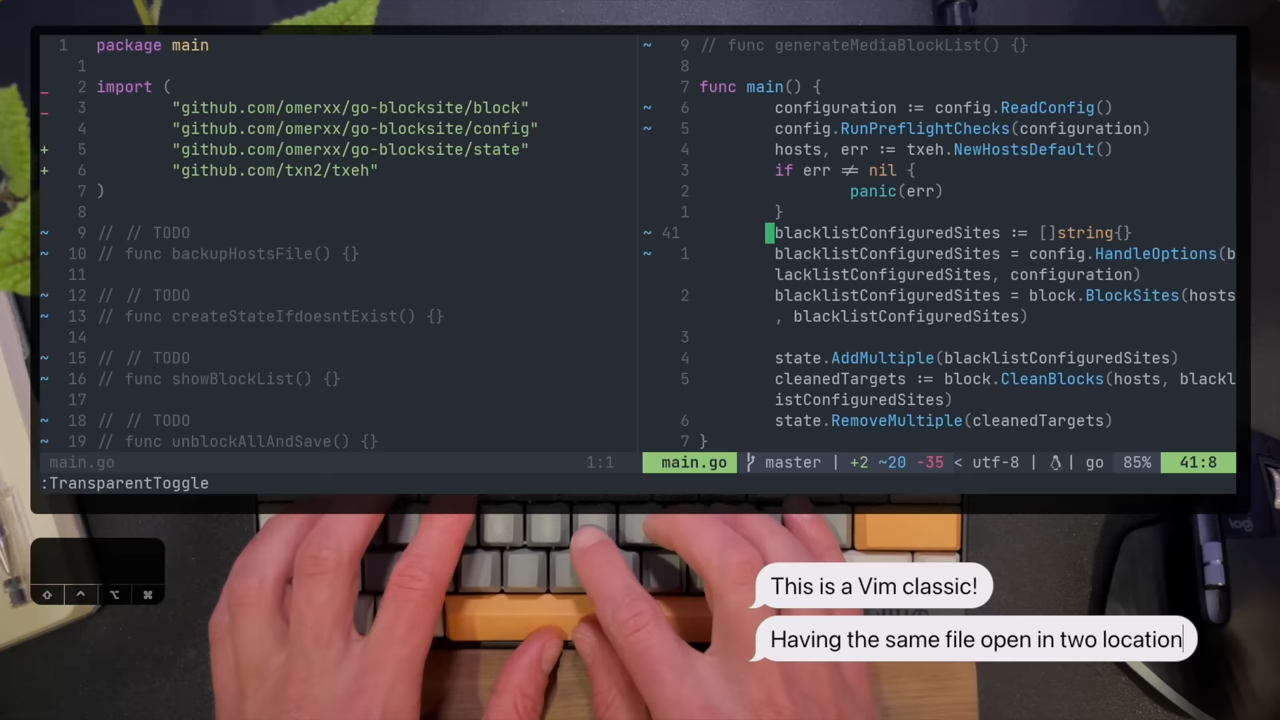 1 package main
1
2 import (
3 "github.com/omerxx/go-blocksite/block"
4 "github.com/omerxx/go-blocksite/config"
+ 5 "github.com/omerxx/go-blocksite/state"
+ 6 "github.com/txn2/txeh"
7 )
8
~ 9 // // TODO
~ 10 // func backupHostsFile() {}
11
~ 12 // // TODO
~ 13 // func createStateIfdoesntExist() {}
14
~ 15 // // TODO
~ 16 // func showBlockList() {}
17
~ 18 // // TODO
~ 19 // func unblockAllAndSave() {}
main.go 1:1
~ 9 // func generateMediaBlockList() {}
8
7 func main() {
~ 6 configuration := config.ReadConfig()
~ 5 config.RunPreflightChecks(configuration)
4 hosts, err := txeh.NewHostsDefault()
3 if err ≠ nil {
2 panic(err)
1 }
~ 41 blacklistConfiguredSites := []string{}
~ 1 blacklistConfiguredSites = config.HandleOptions(b
lacklistConfiguredSites, configuration)
2 blacklistConfiguredSites = block.BlockSites(hosts
, blacklistConfiguredSites)
3
4 state.AddMultiple(blacklistConfiguredSites)
5 cleanedTargets := block.CleanBlocks(hosts, blackl
istConfiguredSites)
6 state.RemoveMultiple(cleanedTargets)
7 }
main.go master | +2 ~20 -35 < utf-8 | | go 85% 41:8
:TransparentToggle
This is a Vim classic!
Having the same file open in two location
logi